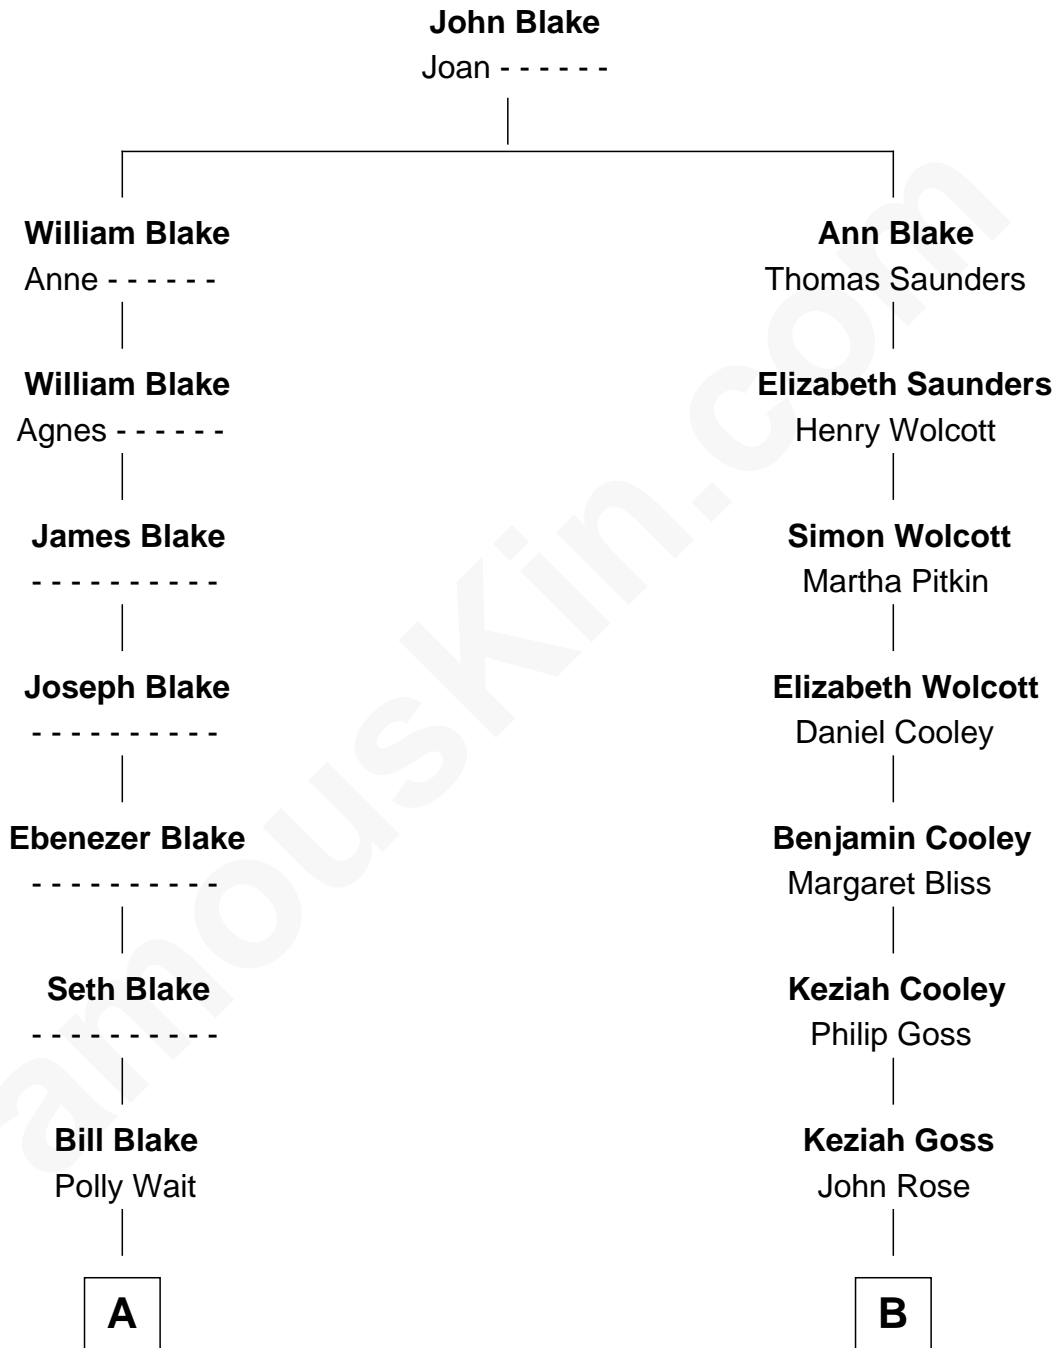 John Blake
Joan - - - - - -
William Blake
Anne - - - - - -
Ann Blake
Thomas Saunders
William Blake
Agnes - - - - - -
Elizabeth Saunders
Henry Wolcott
James Blake
- - - - - - - - - -
Simon Wolcott
Martha Pitkin
Joseph Blake
- - - - - - - - - -
Elizabeth Wolcott
Daniel Cooley
Ebenezer Blake
- - - - - - - - - -
Benjamin Cooley
Margaret Bliss
Seth Blake
- - - - - - - - - -
Keziah Cooley
Philip Goss
Bill Blake
Polly Wait
Keziah Goss
John Rose
A
B
amousKin.com